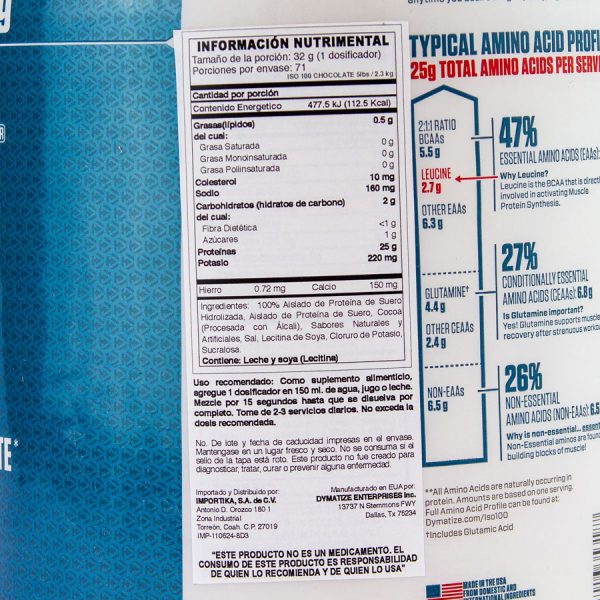 INFORMACIÓN NUTRIMENTAL
Tamaño de la porción: 32 g (1 dosificador)
Porciones por envase: 71
ISO 100 CHOCOLATE 5lbs / 2.3 kg
Cantidad por porción
Contenido Energetico 477.5 kJ (112.5 Kcal)
Grasas(lípidos) 0.5 g
del cual:
Grasa Saturada 0 g
Grasa Monoinsaturada 0 g
Grasa Poliinsaturada 0 g
Colesterol 10 mg
Sodio 160 mg
Carbohidratos (hidratos de carbono) 2 g
del cual:
Fibra Dietética <1 g
Azúcares 1 g
Proteínas 25 g
Potasio 220 mg
Hierro 0.72 mg Calcio 150 mg
Ingredientes: 100% Aislado de Proteína de Suero
Hidrolizada, Aislado de Proteína de Suero, Cocoa
(Procesada con Álcali), Sabores Naturales y
Artificiales, Sal, Lecitina de Soya, Cloruro de Potasio,
Sucralosa.
Contiene: Leche y soya (Lecitina)
Uso recomendado: Como suplemento alimenticio,
agregue 1 dosificador en 150 ml. de agua, jugo o leche.
Mezcle por 15 segundos hasta que se disuelva por
completo. Tome de 2-3 servicios diarios. No exceda la
dosis recomendada.
No. De lote y fecha de caducidad impresas en el envase.
Mantengase en un lugar fresco y seco. No se consuma si el
sello de la tapa está roto. Este producto no fue creado para
diagnosticar, tratar, curar o prevenir alguna enfermedad.
Importado y Distribuido por:
IMPORTIKA, S.A. de C.V.
Antonio D. Orozco 180 1
Zona Industrial
Torreón, Coah. C.P. 27019
IMP-110624-8D3
Manufacturado en EUA por:
DYMATIZE ENTERPRISES Inc.
13737 N Stemmons FWY
Dallas, Tx 75234
"ESTE PRODUCTO NO ES UN MEDICAMENTO. EL
CONSUMO DE ESTE PRODUCTO ES RESPONSABILIDAD
DE QUIEN LO RECOMIENDA Y DE QUIEN LO USA"
TYPICAL AMINO ACID PROFI
25g TOTAL AMINO ACIDS PER SERVI
2:1:1 RATIO
BCAAs
5.5 g
LEUCINE
2.7 g
OTHER EAAs
6.3 g
GLUTAMINE†
4.4 g
OTHER CEAAs
2.4 g
NON-EAAs
6.5 g
47%
ESSENTIAL AMINO ACIDS (EAAs):
Why Leucine?
Leucine is the BCAA that is direct
involved in activating Muscle
Protein Synthesis.
27%
CONDITIONALLY ESSENTIAL
AMINO ACIDS (CEAAs): 6.8 g
Is Glutamine important?
Yes! Glutamine supports muscle
recovery after strenuous workou
26%
NON-ESSENTIAL
AMINO ACIDS (NON-EAAs): 6.5
Why is non-essential... essent
Non-Essential aminos are foun
building blocks of muscle!
**All Amino Acids are naturally occurring in
protein. Amounts are based on one serving.
Full Amino Acid Profile can be found at:
Dymatize.com/Iso100
†Includes Glutamic Acid
MADE IN THE USA
FROM DOMESTIC AND
INTERNATIONAL INGREDIENTS
TE*